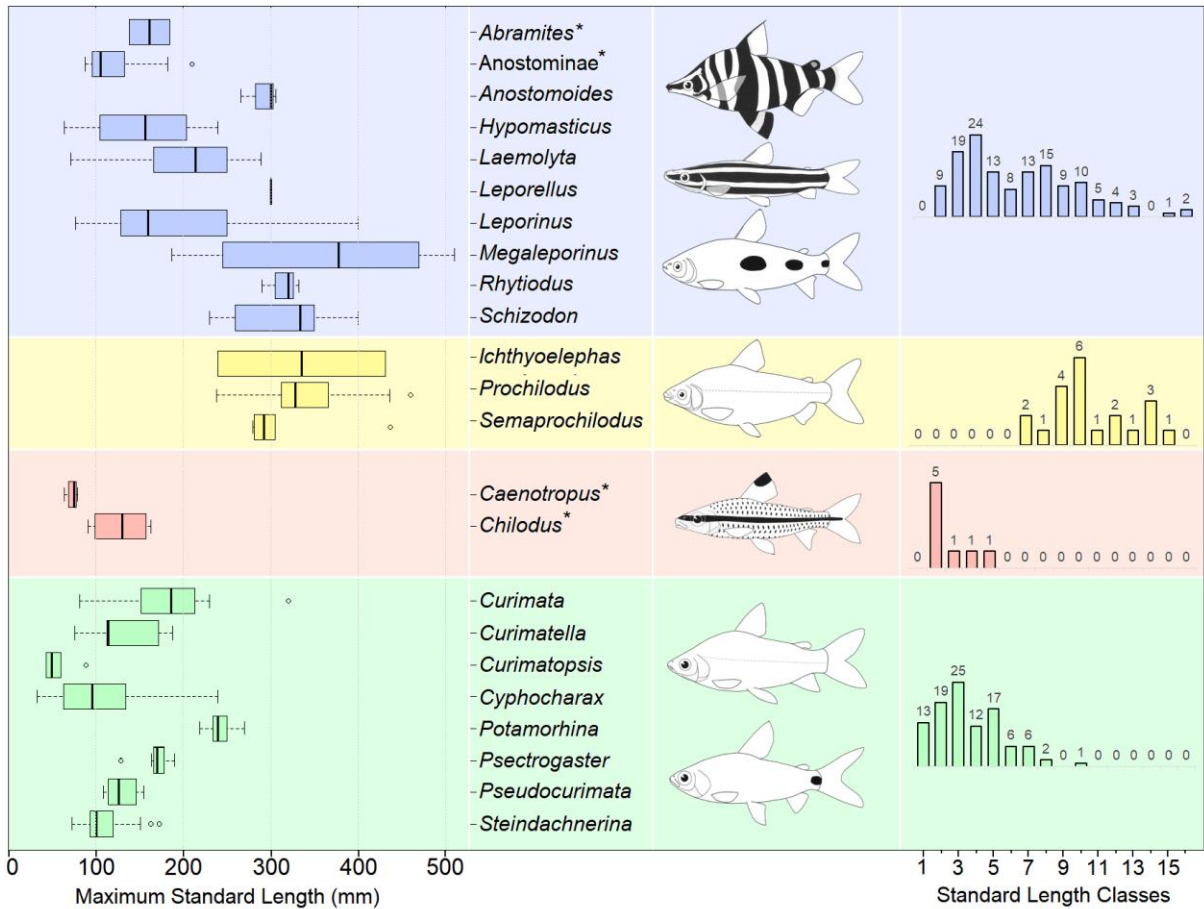 Abramites*
Anostominae*
Anostomoides
Hypomasticus
Laemolyta
Leporellus
Leporinus
Megaleporinus
Rhytiodus
Schizodon
0 9 19 24 13 8 13 15 9 10 5 4 3 0 1 2
Ichthyoelephas
Prochilodus
Semaprochilodus
0 0 0 0 0 0 2 1 4 6 1 2 1 3 1 0
Caenotropus*
Chilodus*
0 5 1 1 1 0 0 0 0 0 0 0 0 0 0 0
Curimata
Curimatella
Curimatopsis
Cyphocharax
Potamorhina
Psectrogaster
Pseudocurimata
Steindachnerina
13 19 25 12 17 6 6 2 0 1 0 0 0 0 0 0
0 100 200 300 400 500
Maximum Standard Length (mm)
1 3 5 7 9 11 13 15
Standard Length Classes